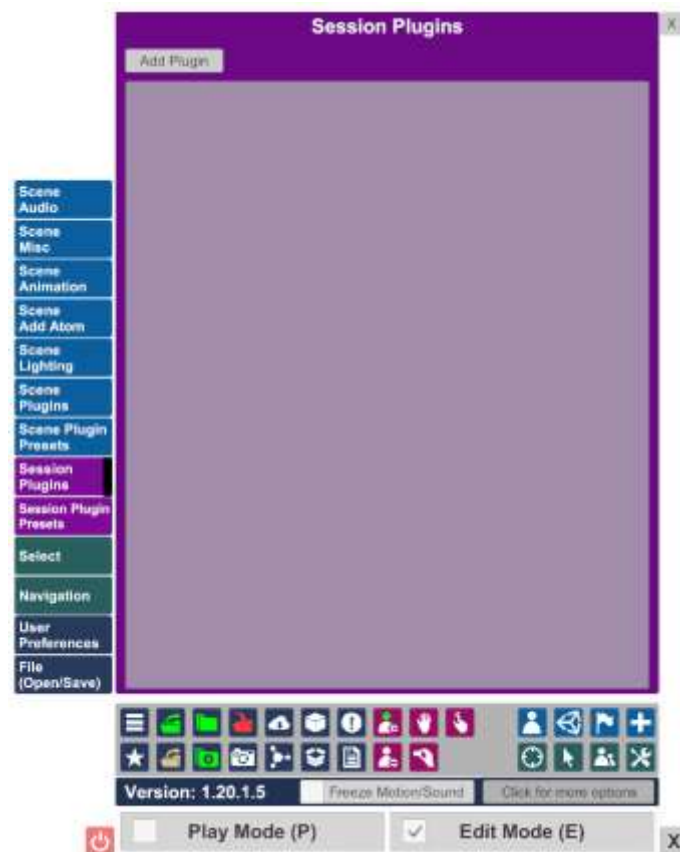 Session Plugins
X
Add Plugin
Scene
Audio
Scene
Misc
Scene
Animation
Scene
Add Atom
Scene
Lighting
Scene
Plugins
Scene Plugin
Presets
Session
Plugins
Session Plugin
Presets
Select
Navigation
User
Preferences
File
(Open/Save)
Version: 1.20.1.5
Freeze Motion/Sound
Click for more options
Play Mode (P)
Edit Mode (E)
X